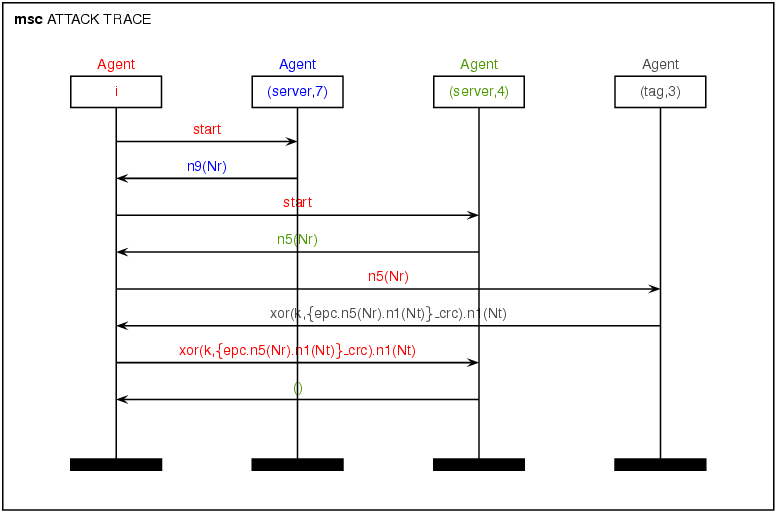 msc ATTACK TRACE
Agent Agent Agent Agent
i (server,7) (server,4) (tag,3)
start
n9(Nr)
start
n5(Nr)
n5(Nr)
xor(k,{epc.n5(Nr).n1(Nt)}_crc).n1(Nt)
xor(k,{epc.n5(Nr).n1(Nt)}_crc).n1(Nt)
()